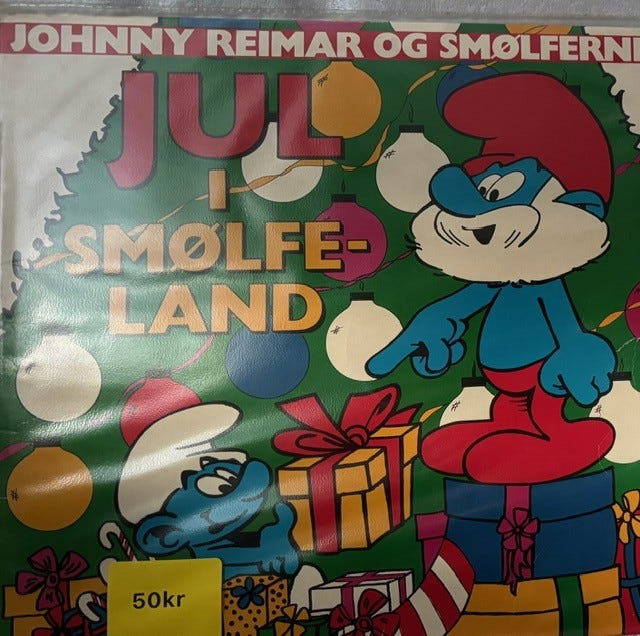 JOHNNY REIMAR OG SMØLFERNE
JUL
I
SMØLFE-
LAND
50kr